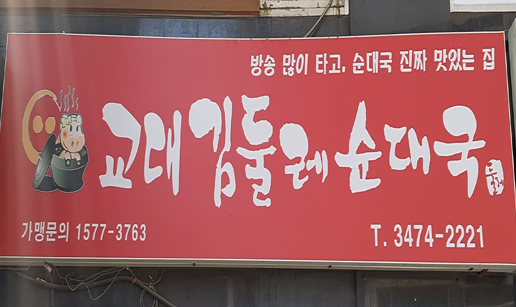 방송 많이 타고, 순대국 진짜 맛있는 집
교대김둘레순대국
가맹문의 1577-3763
T. 3474-2221